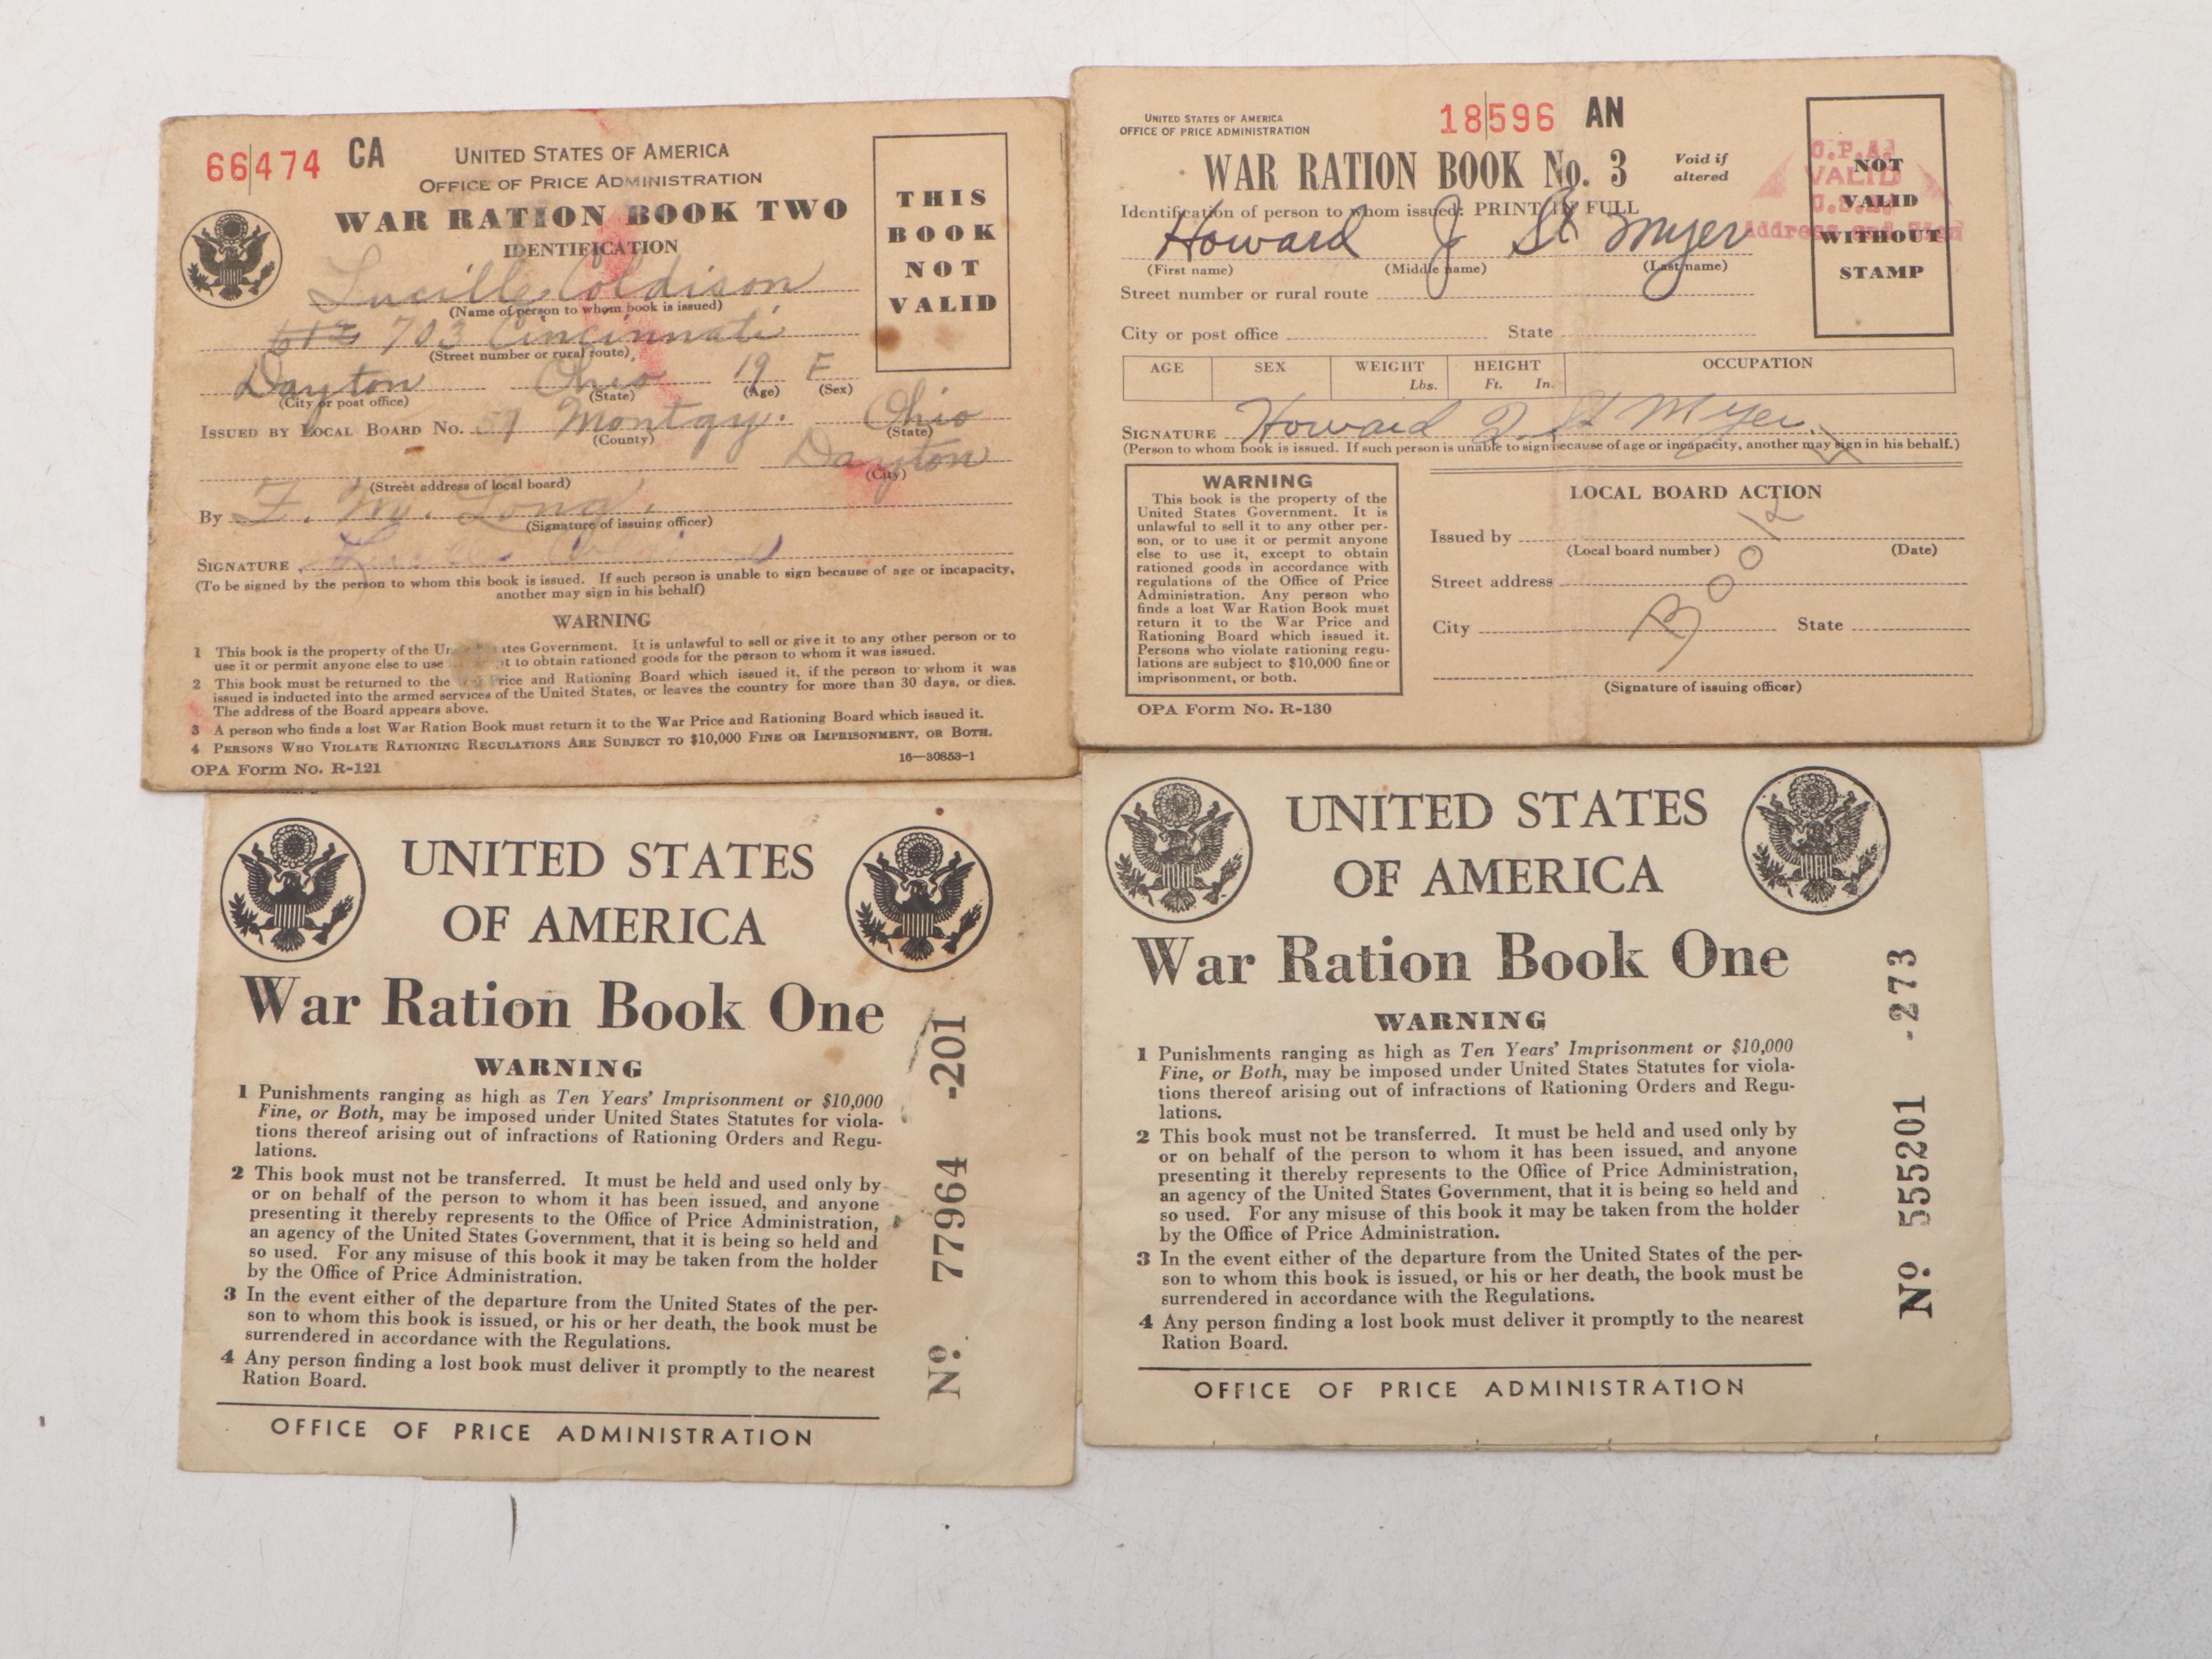 66474 CA
UNITED STATES OF AMERICA
OFFICE OF PRICE ADMINISTRATION
WAR RATION BOOK TWO
IDENTIFICATION
THIS
BOOK
NOT
VALID
Lucille Coldison
(Name of person to whom book is issued)
612 703 Cincinnati
(Street number or rural route)
Dayton Ohio 19 F
(City or post office) (State) (Age) (Sex)
ISSUED BY LOCAL BOARD NO. 57 Montgy. Ohio
(County) (State)
Dayton
(Street address of local board) (City)
By F. M. Long
(Signature of issuing officer)
SIGNATURE
(To be signed by the person to whom this book is issued. If such person is unable to sign because of age or incapacity,
another may sign in his behalf)
WARNING
1 This book is the property of the Un ates Government. It is unlawful to sell or give it to any other person or to
use it or permit anyone else to use t to obtain rationed goods for the person to whom it was issued.
2 This book must be returned to the Price and Rationing Board which issued it, if the person to whom it was
issued is inducted into the armed services of the United States, or leaves the country for more than 30 days, or dies.
The address of the Board appears above.
3 A person who finds a lost War Ration Book must return it to the War Price and Rationing Board which issued it.
4 PERSONS WHO VIOLATE RATIONING REGULATIONS ARE SUBJECT TO $10,000 FINE OR IMPRISONMENT, OR BOTH.
OPA Form No. R-121
16—30853-1
UNITED STATES OF AMERICA
OFFICE OF PRICE ADMINISTRATION
18596 AN
WAR RATION BOOK No. 3
Void if
altered
O.P.A.
VALID
NOT
VALID
WITHOUT
STAMP
Identification of person to whom issued: PRINT IN FULL
Howard J St Myer
(First name) (Middle name) (Last name)
Street number or rural route
City or post office State
AGE SEX WEIGHT HEIGHT OCCUPATION
Lbs. Ft. In.
SIGNATURE Howard J. St Myer
(Person to whom book is issued. If such person is unable to sign because of age or incapacity, another may sign in his behalf.)
WARNING
This book is the property of the
United States Government. It is
unlawful to sell it to any other per-
son, or to use it or permit anyone
else to use it, except to obtain
rationed goods in accordance with
regulations of the Office of Price
Administration. Any person who
finds a lost War Ration Book must
return it to the War Price and
Rationing Board which issued it.
Persons who violate rationing regu-
lations are subject to $10,000 fine or
imprisonment, or both.
LOCAL BOARD ACTION
Issued by
(Local board number) (Date)
Street address
City State
(Signature of issuing officer)
OPA Form No. R-130
UNITED STATES
OF AMERICA
War Ration Book One
WARNING
1 Punishments ranging as high as Ten Years' Imprisonment or $10,000
Fine, or Both, may be imposed under United States Statutes for viola-
tions thereof arising out of infractions of Rationing Orders and Regu-
lations.
2 This book must not be transferred. It must be held and used only by
or on behalf of the person to whom it has been issued, and anyone
presenting it thereby represents to the Office of Price Administration,
an agency of the United States Government, that it is being so held and
so used. For any misuse of this book it may be taken from the holder
by the Office of Price Administration.
3 In the event either of the departure from the United States of the per-
son to whom this book is issued, or his or her death, the book must be
surrendered in accordance with the Regulations.
4 Any person finding a lost book must deliver it promptly to the nearest
Ration Board.
OFFICE OF PRICE ADMINISTRATION
No. 77964 -201
UNITED STATES
OF AMERICA
War Ration Book One
WARNING
1 Punishments ranging as high as Ten Years' Imprisonment or $10,000
Fine, or Both, may be imposed under United States Statutes for viola-
tions thereof arising out of infractions of Rationing Orders and Regu-
lations.
2 This book must not be transferred. It must be held and used only by
or on behalf of the person to whom it has been issued, and anyone
presenting it thereby represents to the Office of Price Administration,
an agency of the United States Government, that it is being so held and
so used. For any misuse of this book it may be taken from the holder
by the Office of Price Administration.
3 In the event either of the departure from the United States of the per-
son to whom this book is issued, or his or her death, the book must be
surrendered in accordance with the Regulations.
4 Any person finding a lost book must deliver it promptly to the nearest
Ration Board.
OFFICE OF PRICE ADMINISTRATION
No. 555201 -273